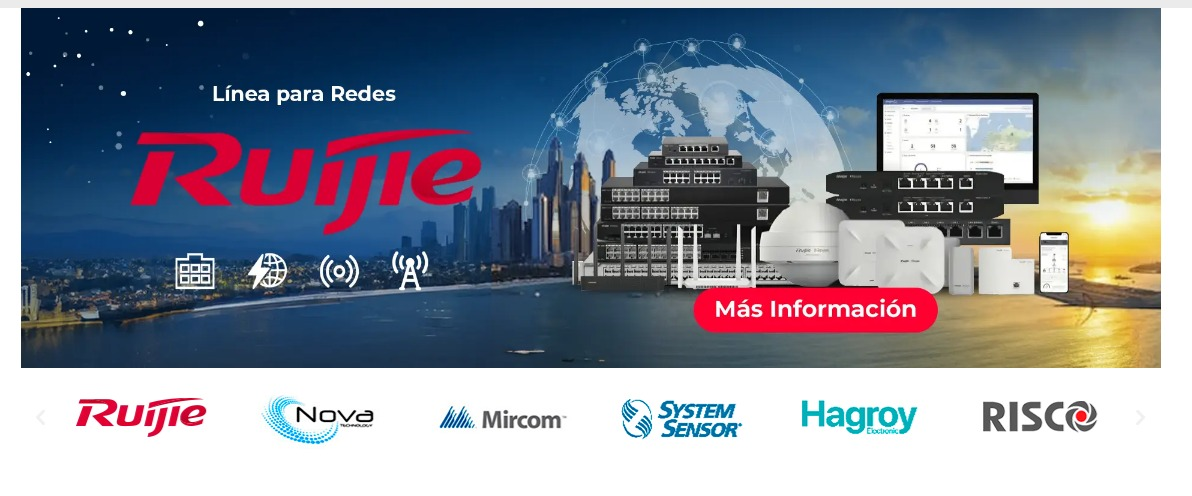 Línea para Redes
Ruijie
Más Información
Ruijie
Nova
TECHNOLOGY
Mircom
SYSTEM
SENSOR
Hagroy
Electronic
RISCO